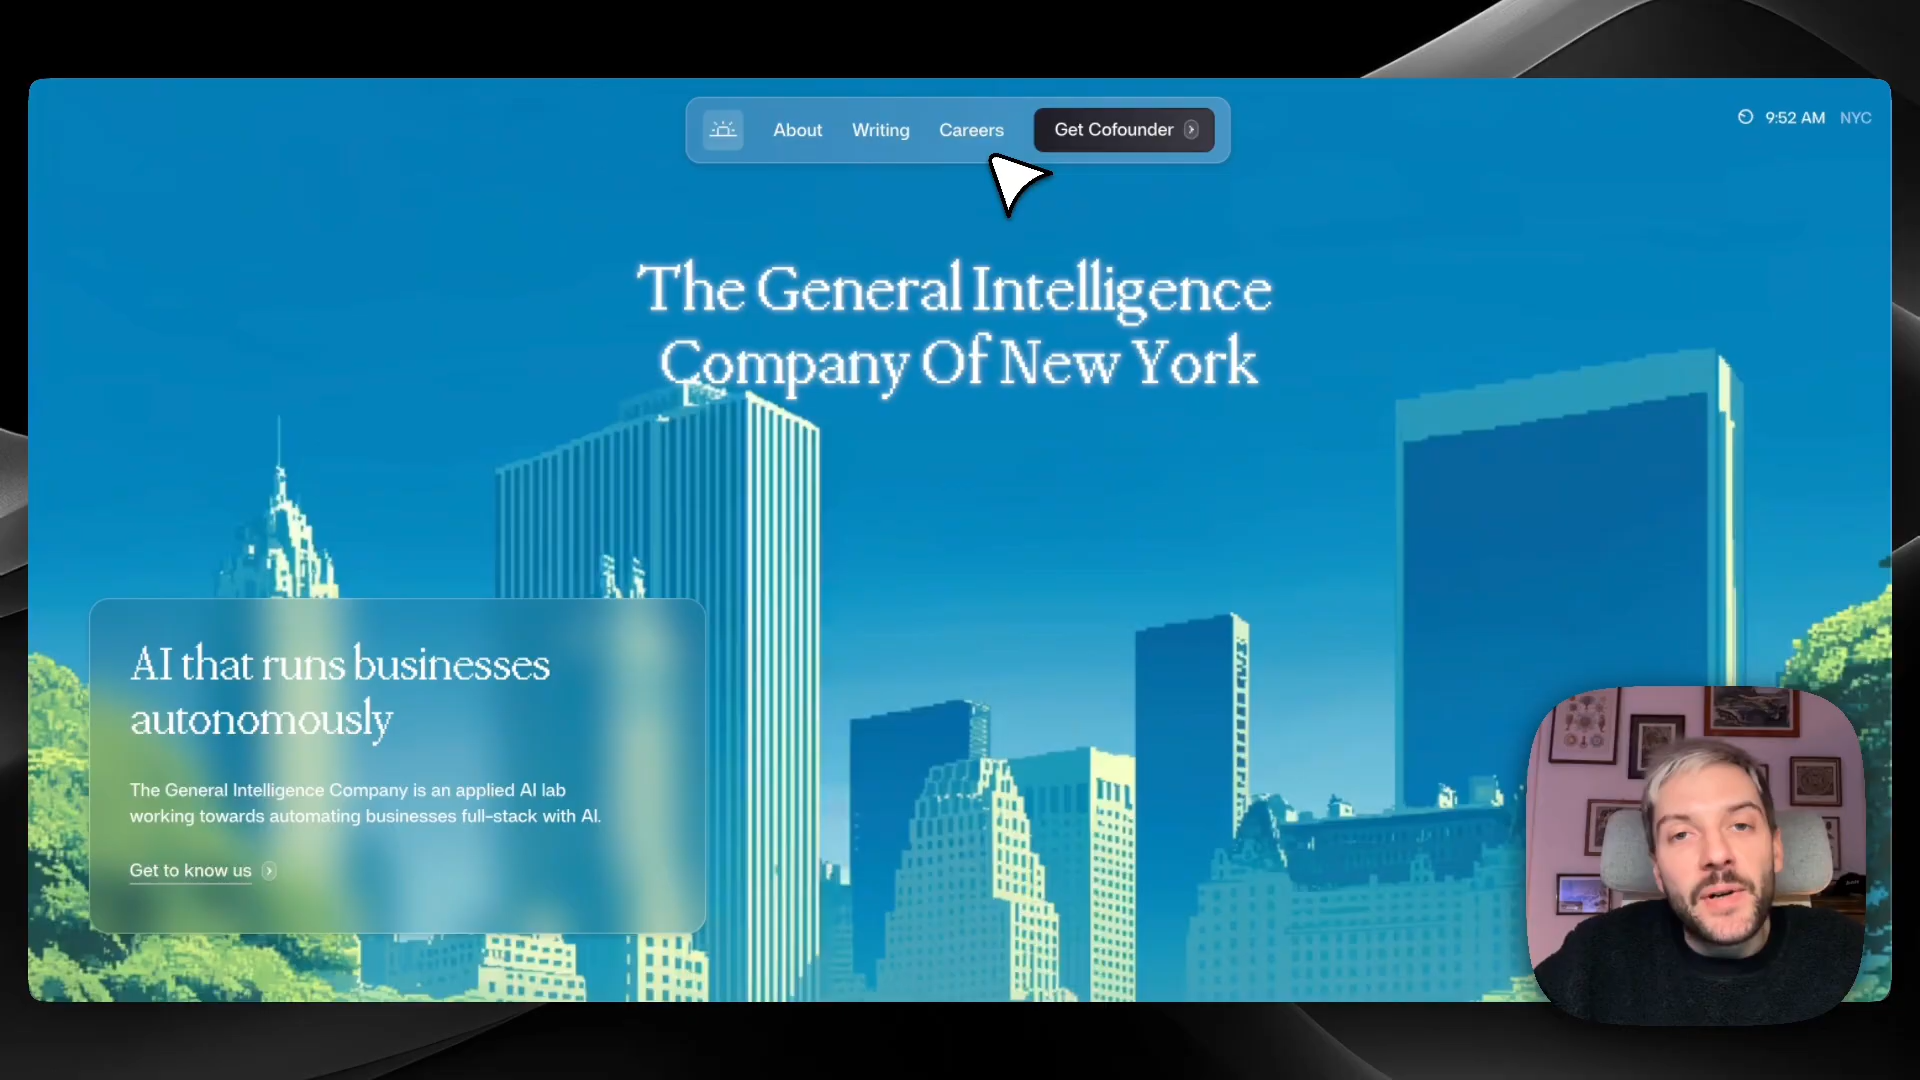 About
Writing
Careers
Get Cofounder
9:52 AM NYC
The General Intelligence
Company Of New York
AI that runs businesses
autonomously
The General Intelligence Company is an applied AI lab
working towards automating businesses full-stack with AI.
Get to know us